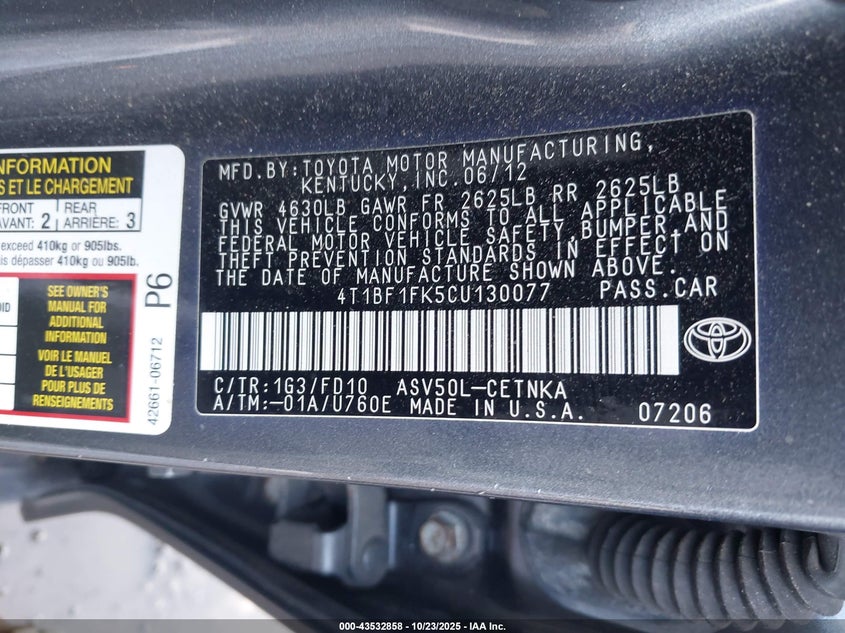 INFORMATION
S ET LE CHARGEMENT
FRONT
AVANT: 2
REAR
ARRIÈRE: 3
exceed 410kg or 905lbs.
is dépasser 410kg ou 905lb.
SEE OWNER'S
MANUAL FOR
ADDITIONAL
INFORMATION
VOIR LE MANUEL
DE L'USAGER
POUR PLUS DE
RENSEIGNEMENTS
P6
42661-06712
MFD.BY:TOYOTA MOTOR MANUFACTURING,
KENTUCKY,INC.06/12
GVWR 4630LB GAWR FR 2625LB RR 2625LB
THIS VEHICLE CONFORMS TO ALL APPLICABLE
FEDERAL MOTOR VEHICLE SAFETY BUMPER,AND
THEFT PREVENTION STANDARDS IN EFFECT ON
THE DATE OF MANUFACTURE SHOWN ABOVE.
4T1BF1FK5CU130077 PASS.CAR
C/TR:1G3/FD10 ASV50L-CETNKA
A/TM:-01A/U760E MADE IN U.S.A. 07206
TOYOTA
000-43532858 - 10/23/2025 - IAA Inc.